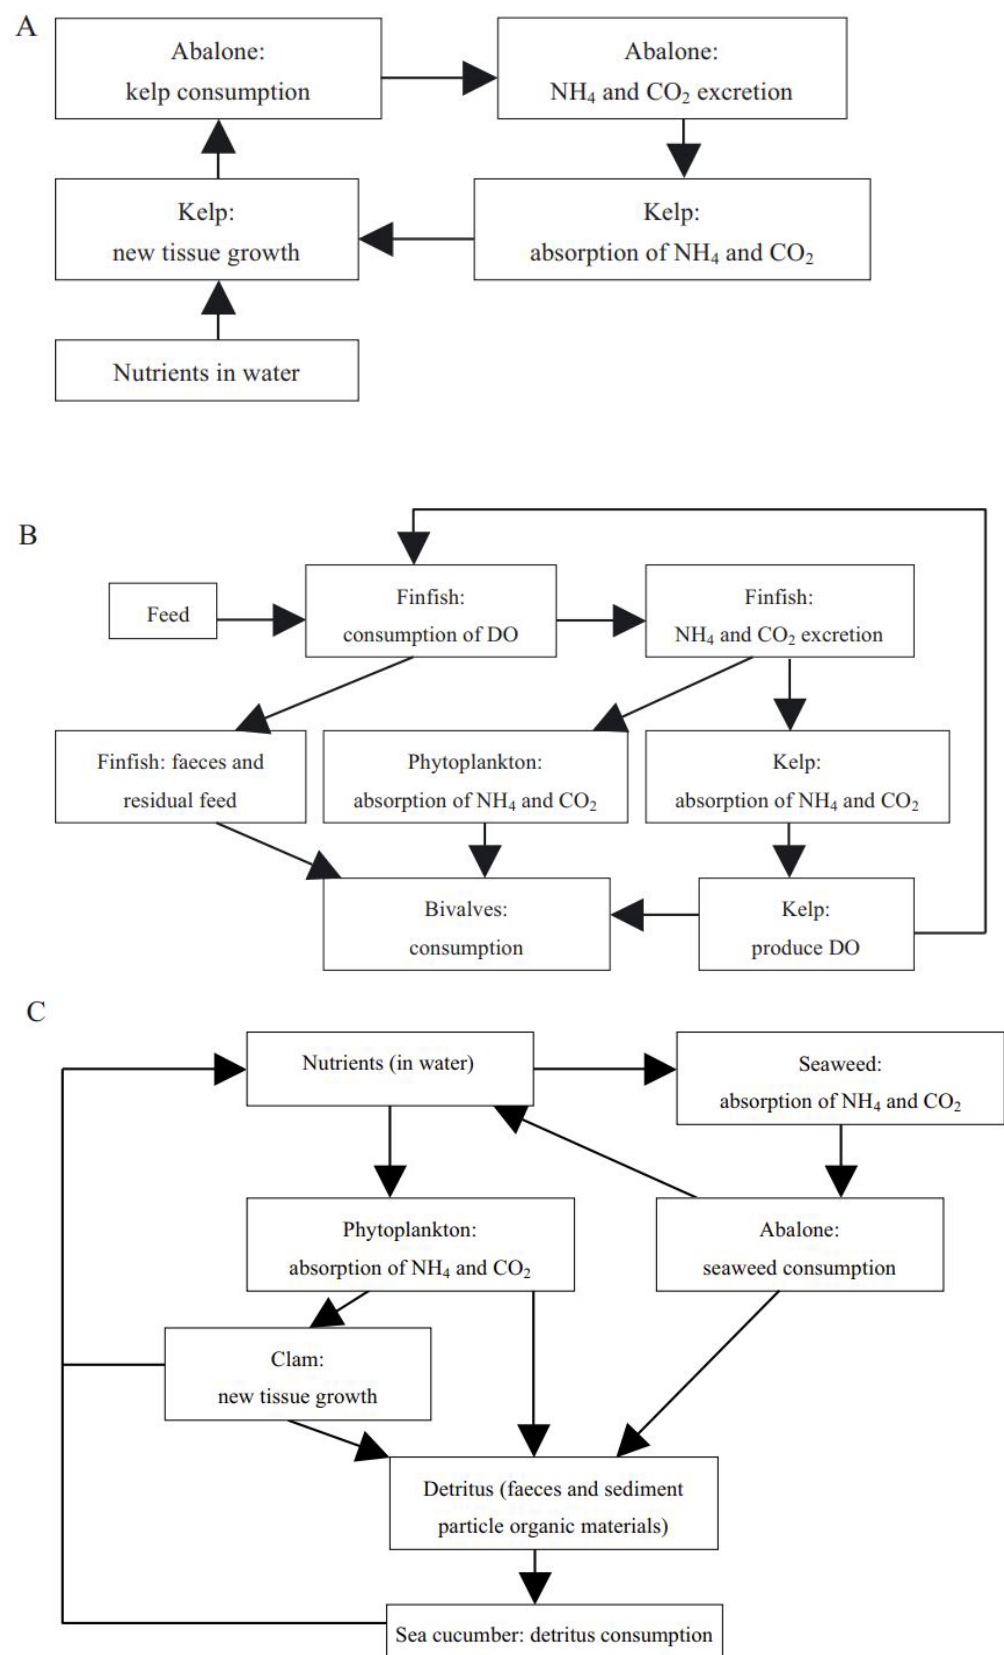 A
Abalone:
kelp consumption
Abalone:
NH₄ and CO₂ excretion
Kelp:
new tissue growth
Kelp:
absorption of NH₄ and CO₂
Nutrients in water
B
Feed
Finfish:
consumption of DO
Finfish:
NH₄ and CO₂ excretion
Finfish: faeces and
residual feed
Phytoplankton:
absorption of NH₄ and CO₂
Kelp:
absorption of NH₄ and CO₂
Bivalves:
consumption
Kelp:
produce DO
C
Nutrients (in water)
Seaweed:
absorption of NH₄ and CO₂
Phytoplankton:
absorption of NH₄ and CO₂
Abalone:
seaweed consumption
Clam:
new tissue growth
Detritus (faeces and sediment
particle organic materials)
Sea cucumber: detritus consumption